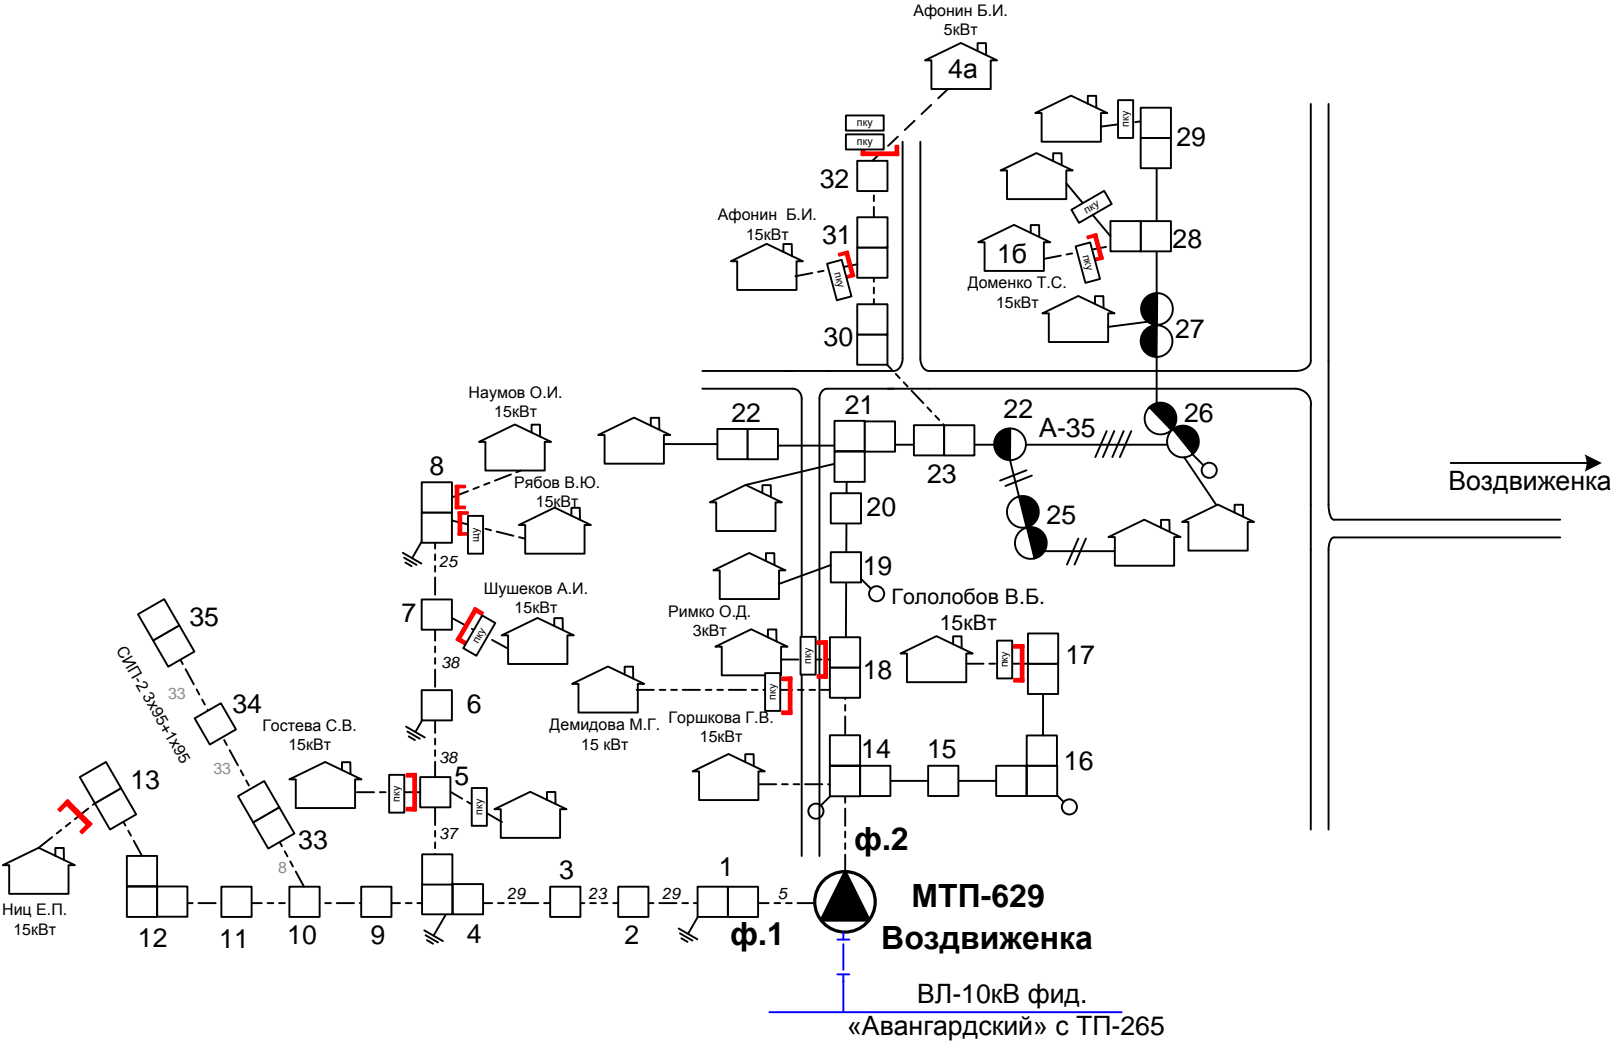 Афонин Б.И.
5кВт
4а
пку
пку
32
Афонин Б.И.
15кВт
31
пку
30
пку
29
пку
28
1б
пку
Доменко Т.С.
15кВт
27
26
22
А-35
23
25
21
22
20
19
Воздвиженка
Наумов О.И.
15кВт
8
Рябов В.Ю.
15кВт
щу
25
7
Шушеков А.И.
15кВт
пку
38
6
38
Гостева С.В.
15кВт
пку
5
пку
37
35
33
СИП-2 3х95+1х95
34
33
33
8
13
Ниц Е.П.
15кВт
12
11
10
9
4
29
3
23
2
29
1
5
ф.1
Гололобов В.Б.
15кВт
пку
17
Римко О.Д.
3кВт
пку
18
пку
Демидова М.Г.
15 кВт
Горшкова Г.В.
15кВт
14
15
16
ф.2
МТП-629
Воздвиженка
ВЛ-10кВ фид.
«Авангардский» с ТП-265